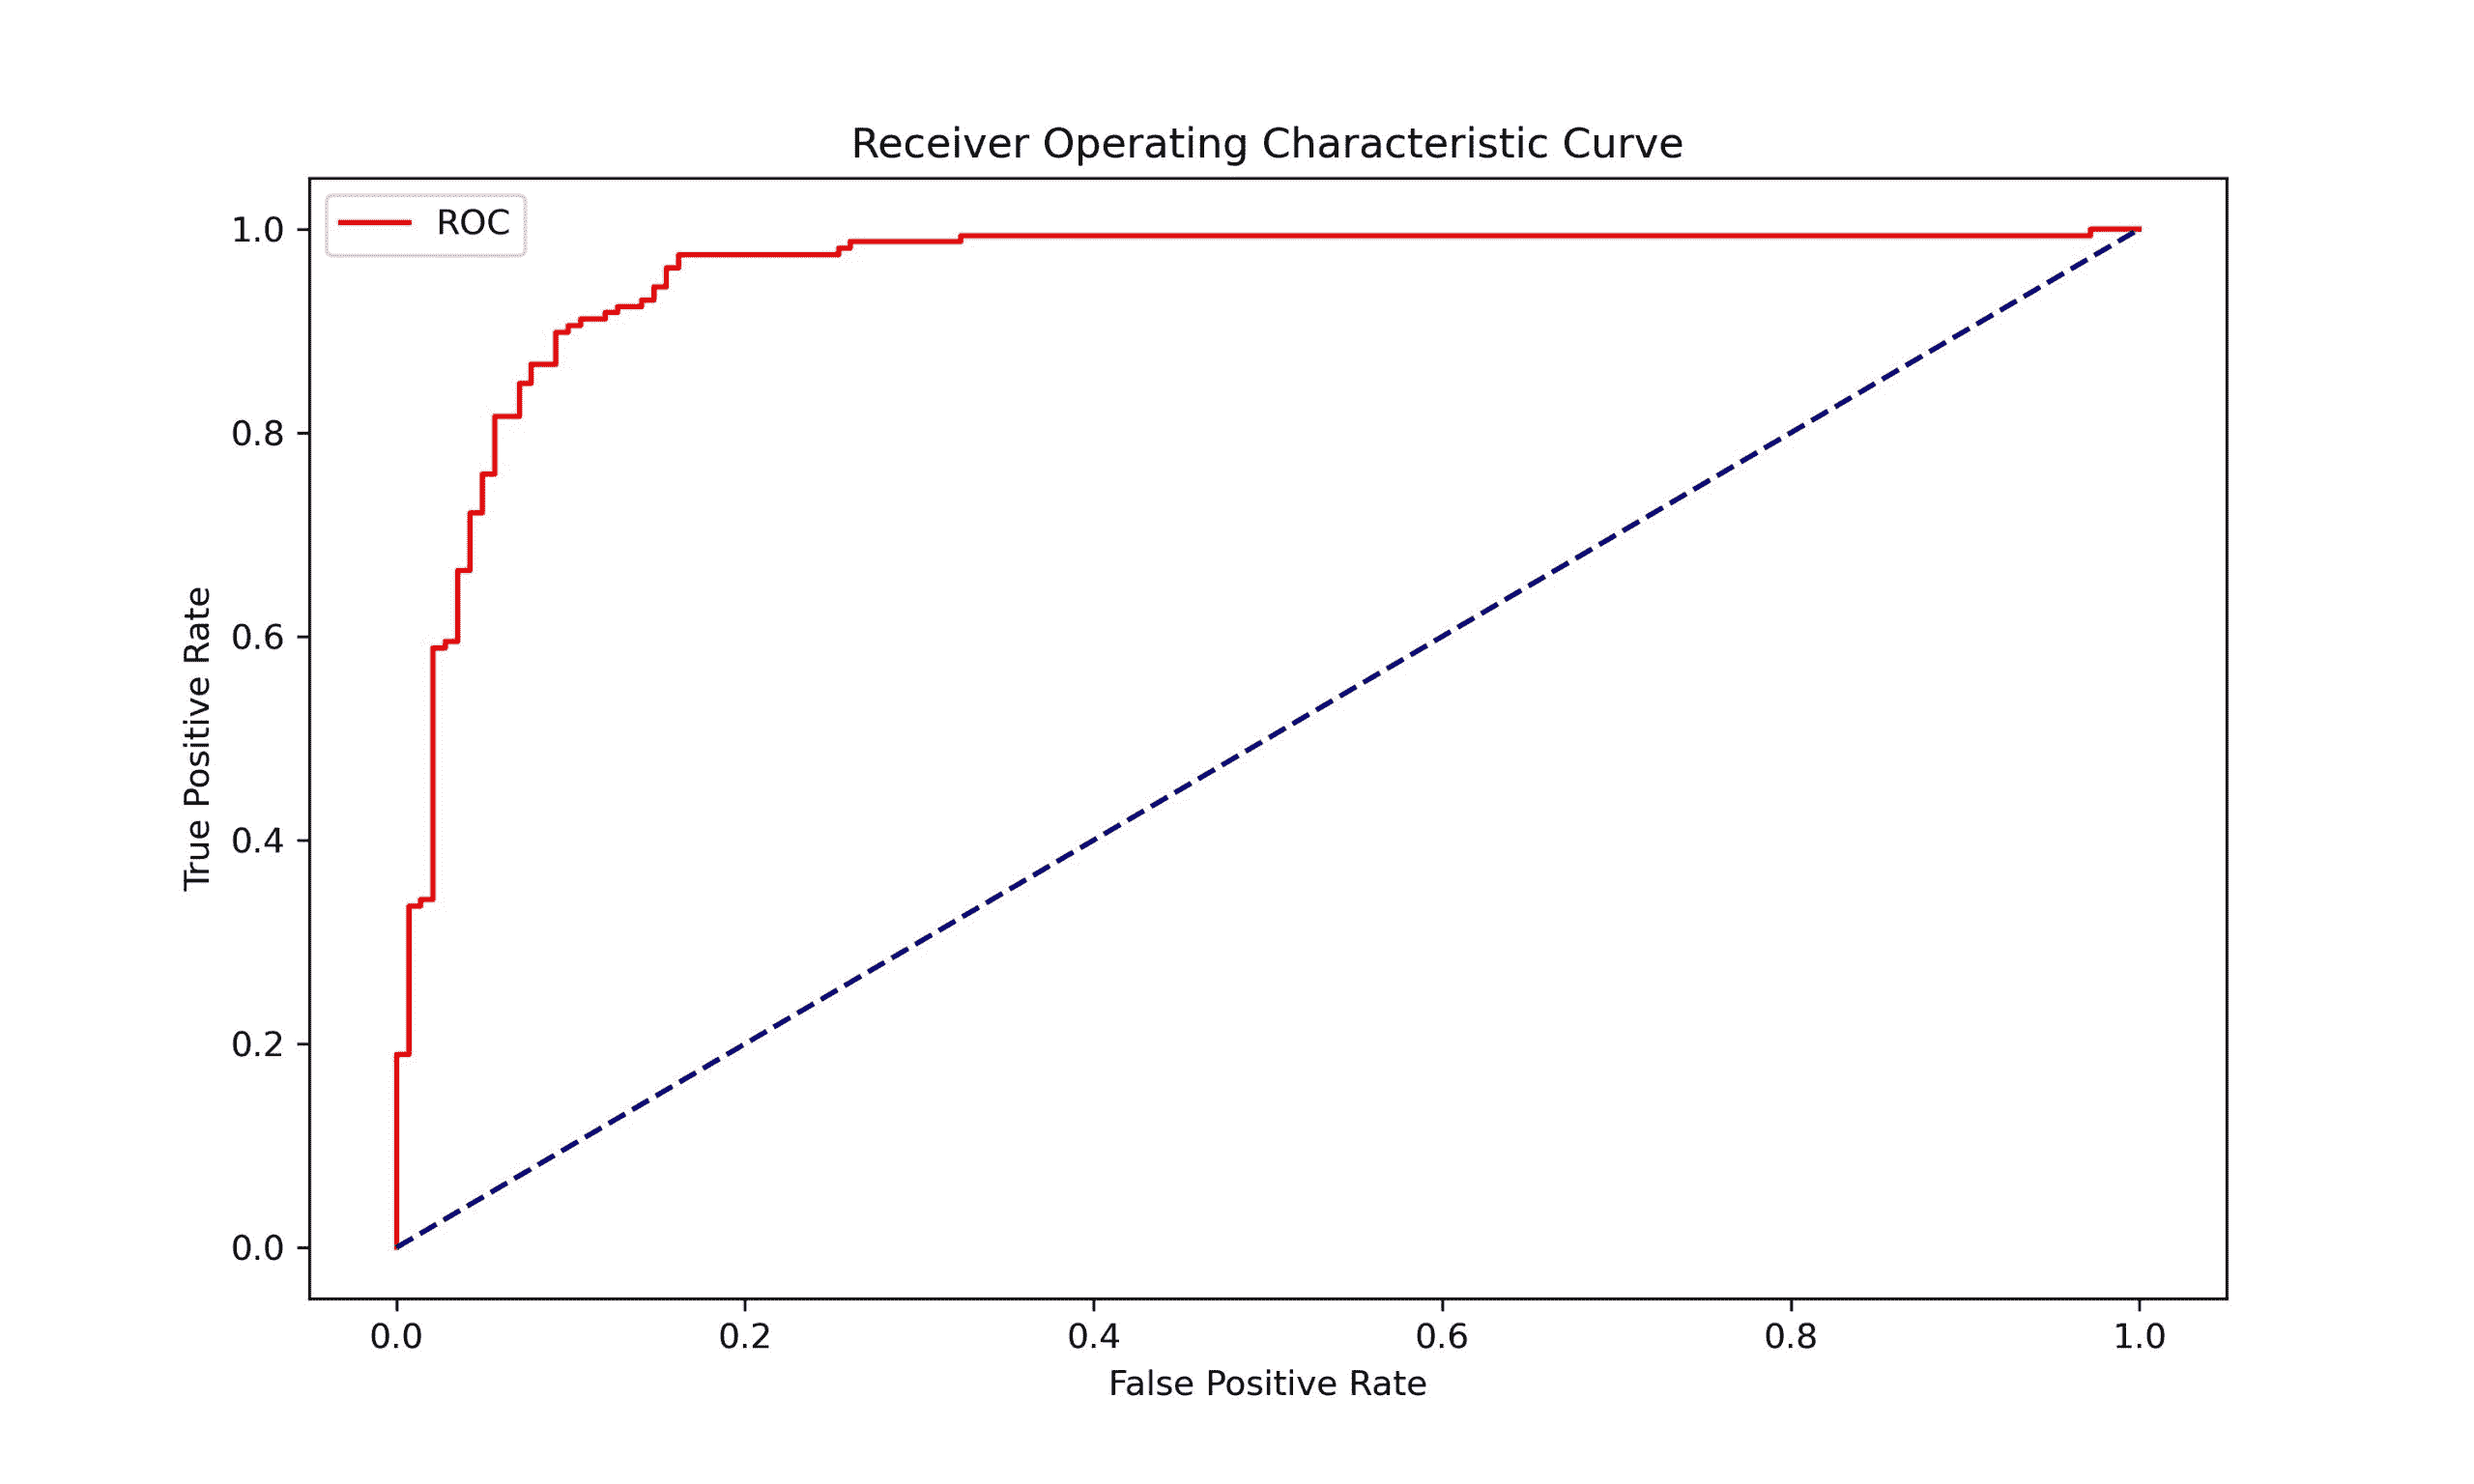 Receiver Operating Characteristic Curve
ROC
1.0
0.8
0.6
0.4
0.2
0.0
True Positive Rate
0.0 0.2 0.4 0.6 0.8 1.0
False Positive Rate